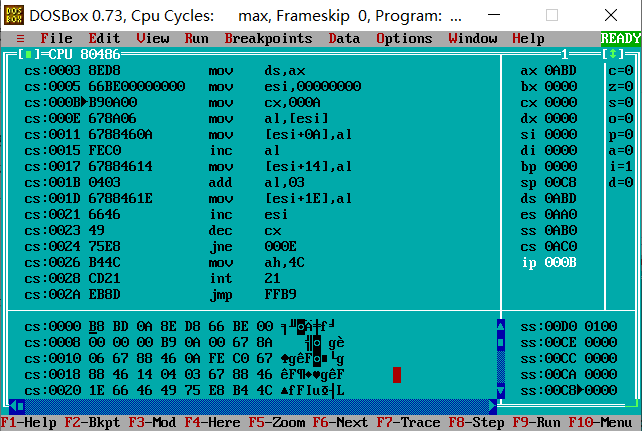 DOSBox 0.73, Cpu Cycles: max, Frameskip 0, Program: ...
≡ File Edit View Run Breakpoints Data Options Window Help READY
[■]=CPU 80486 1 [↕]
cs:0003 8ED8 mov ds,ax ax 0ABD c=0
cs:0005 66BE00000000 mov esi,00000000 bx 0000 z=0
cs:000B►B90A00 mov cx,000A cx 0000 s=0
cs:000E 678A06 mov al,[esi] dx 0000 o=0
cs:0011 6788460A mov [esi+0A],al si 0000 p=0
cs:0015 FEC0 inc al di 0000 a=0
cs:0017 67884614 mov [esi+14],al bp 0000 i=1
cs:001B 0403 add al,03 sp 00C8 d=0
cs:001D 6788461E mov [esi+1E],al ds 0ABD
cs:0021 6646 inc esi es 0AA0
cs:0023 49 dec cx ss 0AB0
cs:0024 75E8 jne 000E cs 0AC0
cs:0026 B44C mov ah,4C ip 000B
cs:0028 CD21 int 21
cs:002A EB8D jmp FFB9
cs:0000 B8 BD 0A 8E D8 66 BE 00 ╕╜◙Ä╪f╛ ss:00D0 0100
cs:0008 00 00 00 B9 0A 00 67 8A ╣◙ gè ss:00CE 0000
cs:0010 06 67 88 46 0A FE C0 67 ♠gêF◙■└g ss:00CC 0000
cs:0018 88 46 14 04 03 67 88 46 êF¶♦♥gêF ss:00CA 0000
cs:0020 1E 66 46 49 75 E8 B4 4C ▲fFIuΦ┤L ss:00C8►0000
F1-Help F2-Bkpt F3-Mod F4-Here F5-Zoom F6-Next F7-Trace F8-Step F9-Run F10-Menu